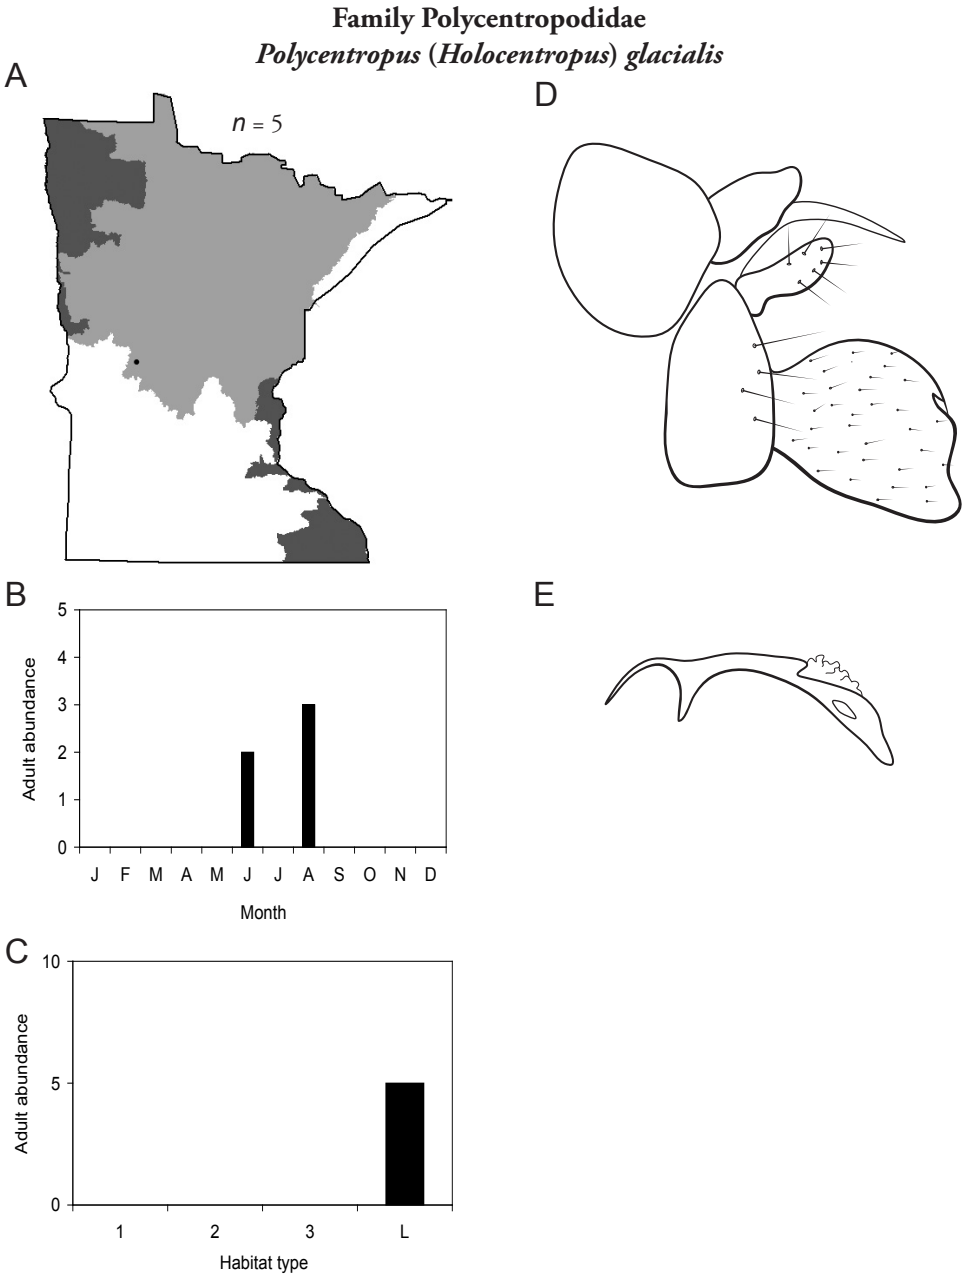 Family Polycentropodidae
Polycentropus (Holocentropus) glacialis
A
n = 5
D
B
5
4
3
2
1
0
Adult abundance
J F M A M J J A S O N D
Month
E
C
10
5
0
Adult abundance
1 2 3 L
Habitat type